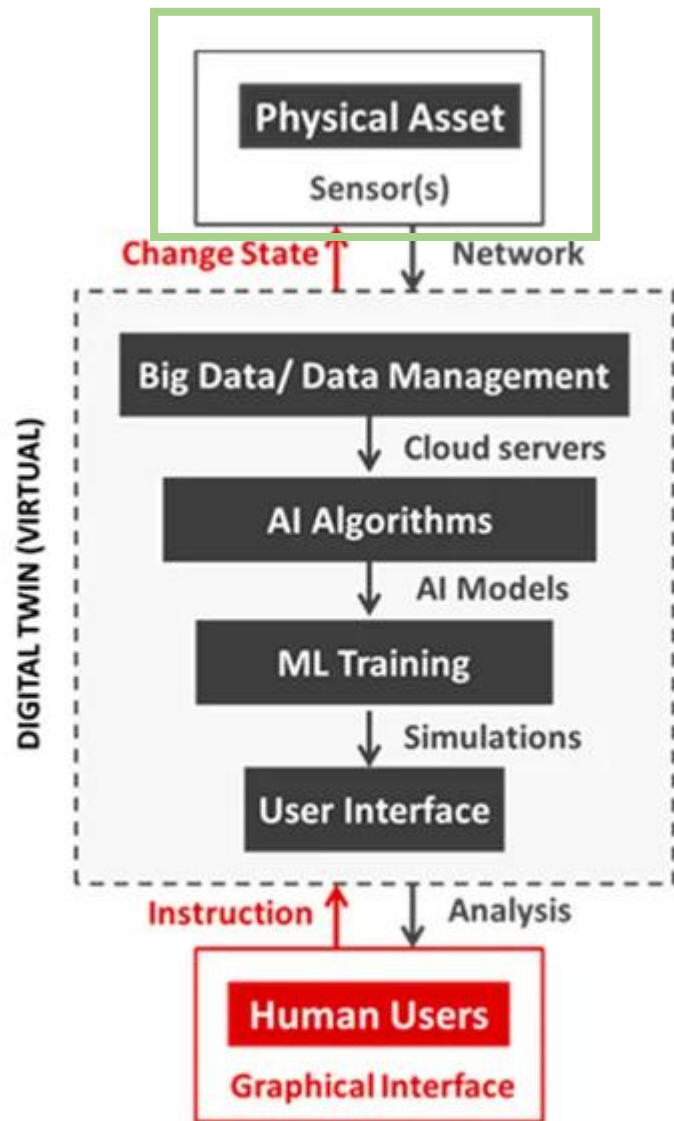 Physical Asset
Sensor(s)
Change State
Network
DIGITAL TWIN (VIRTUAL)
Big Data/ Data Management
Cloud servers
AI Algorithms
AI Models
ML Training
Simulations
User Interface
Instruction
Analysis
Human Users
Graphical Interface